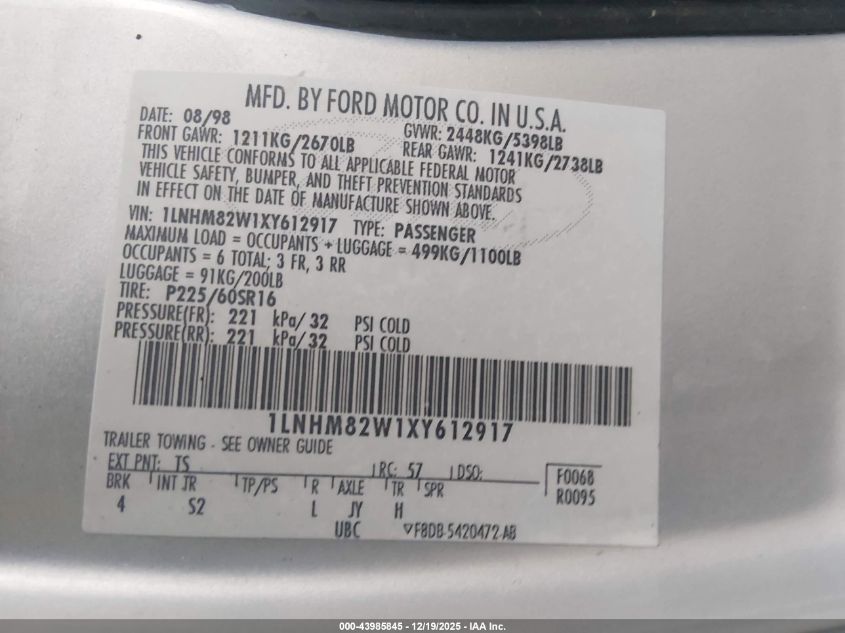 MFD. BY FORD MOTOR CO. IN U.S.A.
DATE: 08/98 GVWR: 2448KG/5398LB
FRONT GAWR: 1211KG/2670LB REAR GAWR: 1241KG/2738LB
THIS VEHICLE CONFORMS TO ALL APPLICABLE FEDERAL MOTOR
VEHICLE SAFETY, BUMPER, AND THEFT PREVENTION STANDARDS
IN EFFECT ON THE DATE OF MANUFACTURE SHOWN ABOVE.
VIN: 1LNHM82W1XY612917 TYPE: PASSENGER
MAXIMUM LOAD = OCCUPANTS + LUGGAGE = 499KG/1100LB
OCCUPANTS = 6 TOTAL; 3 FR, 3 RR
LUGGAGE = 91KG/200LB
TIRE: P225/60SR16
PRESSURE(FR): 221 kPa/ 32 PSI COLD
PRESSURE(RR): 221 kPa/ 32 PSI COLD
1LNHM82W1XY612917
TRAILER TOWING - SEE OWNER GUIDE
EXT PNT: TS RC: 57 DSO: F0068
BRK INT TR TP/PS R AXLE TR SPR R0095
4 S2 L JY H
UBC ▽F8DB-5420472-AB
000-43985845 - 12/19/2025 - IAA Inc.